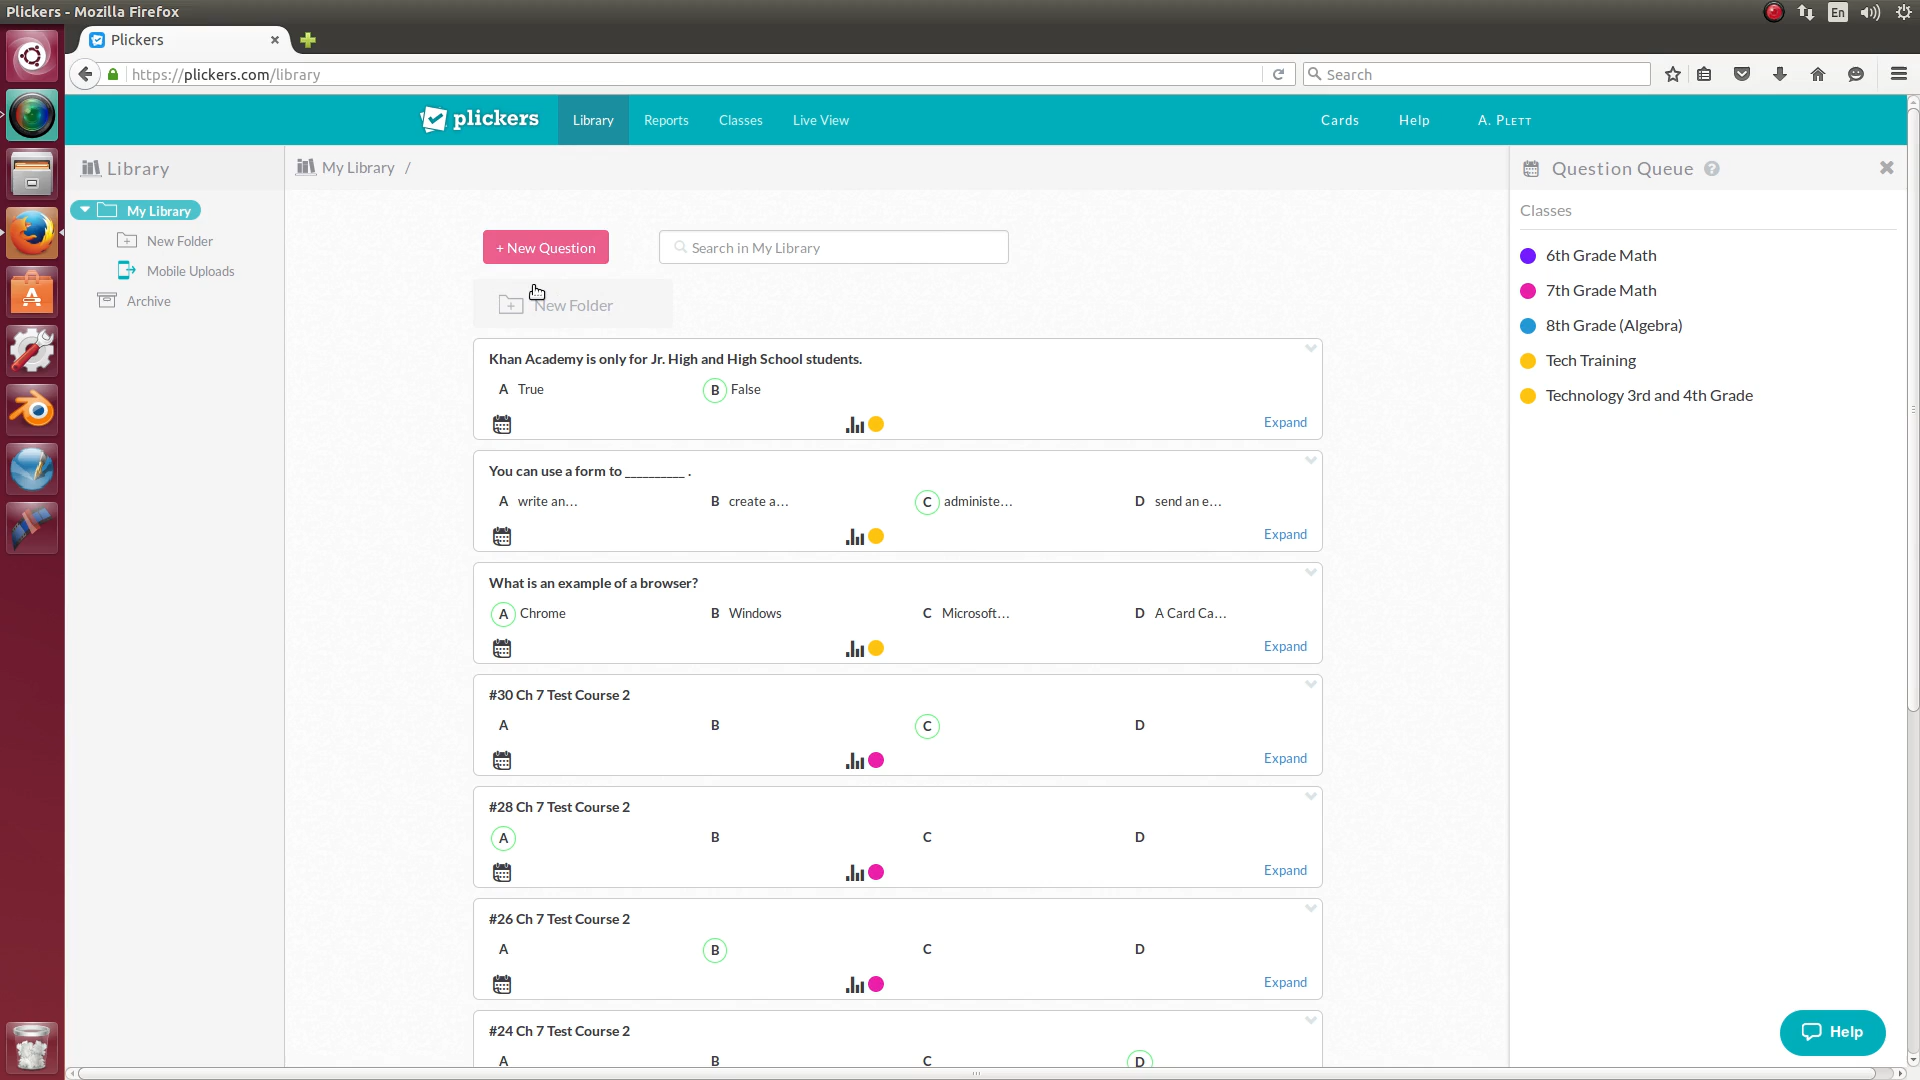 Plickers - Mozilla Firefox
En
Plickers
https://plickers.com/library
Search
plickers
Library
Reports
Classes
Live View
Cards
Help
A. PLETT
Library
My Library /
Question Queue
My Library
New Folder
Mobile Uploads
Archive
+ New Question
Search in My Library
New Folder
Classes
6th Grade Math
7th Grade Math
8th Grade (Algebra)
Tech Training
Technology 3rd and 4th Grade
Khan Academy is only for Jr. High and High School students.
A True B False
Expand
You can use a form to __________ .
A write an... B create a... C administe... D send an e...
Expand
What is an example of a browser?
A Chrome B Windows C Microsoft... D A Card Ca...
Expand
#30 Ch 7 Test Course 2
A B C D
Expand
#28 Ch 7 Test Course 2
A B C D
Expand
#26 Ch 7 Test Course 2
A B C D
Expand
#24 Ch 7 Test Course 2
A B C D
Help